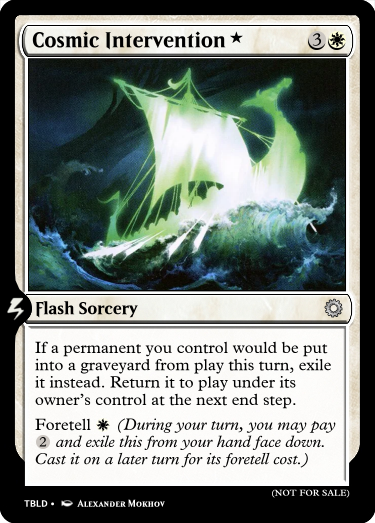 Cosmic Intervention★ 3
Flash Sorcery
If a permanent you control would be put
into a graveyard from play this turn, exile
it instead. Return it to play under its
owner's control at the next end step.
Foretell (During your turn, you may pay
2 and exile this from your hand face down.
Cast it on a later turn for its foretell cost.)
(NOT FOR SALE)
TBLD • Alexander Mokhov